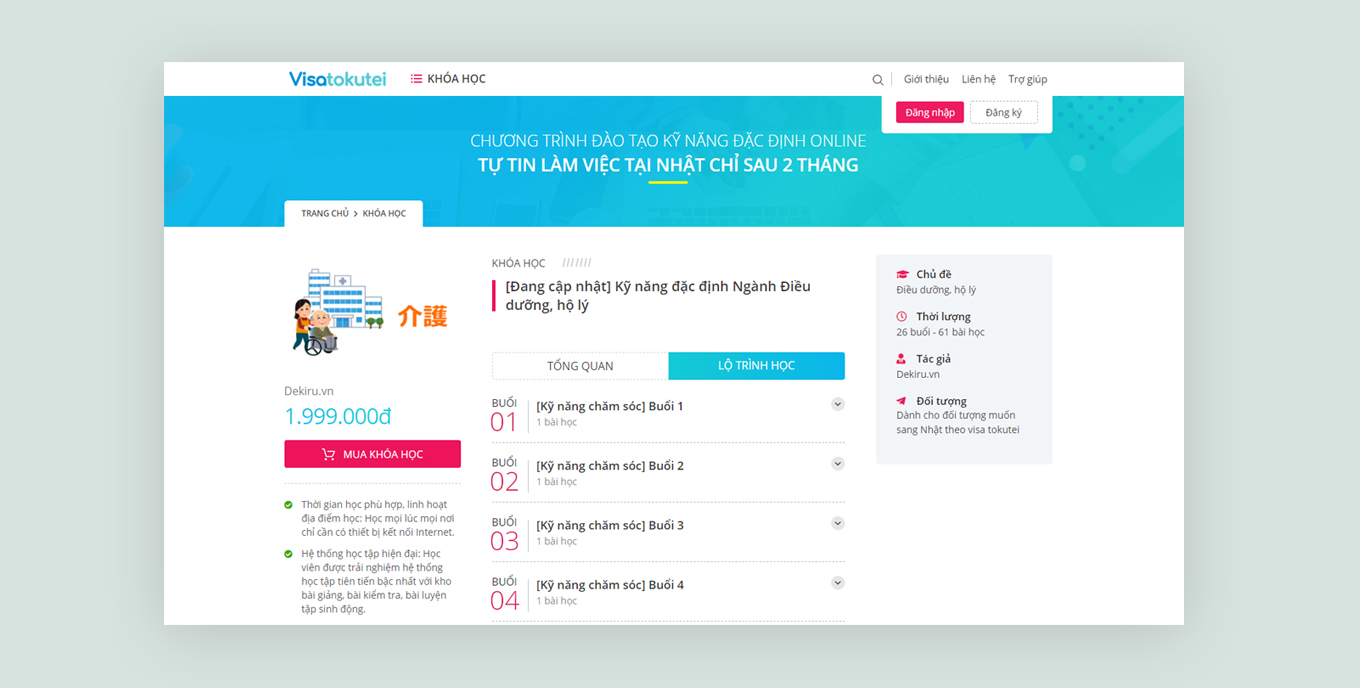 Visatokutei
KHÓA HỌC
Giới thiệu
Liên hệ
Trợ giúp
Đăng nhập
Đăng ký
CHƯƠNG TRÌNH ĐÀO TẠO KỸ NĂNG ĐẶC ĐỊNH ONLINE
TỰ TIN LÀM VIỆC TẠI NHẬT CHỈ SAU 2 THÁNG
TRANG CHỦ > KHÓA HỌC
介護
Dekiru.vn
1.999.000đ
MUA KHÓA HỌC
Thời gian học phù hợp, linh hoạt
địa điểm học: Học mọi lúc mọi nơi
chỉ cần có thiết bị kết nối Internet.
Hệ thống học tập hiện đại: Học
viên được trải nghiệm hệ thống
học tập tiên tiến bậc nhất với kho
bài giảng, bài kiểm tra, bài luyện
tập sinh động.
KHÓA HỌC
[Đang cập nhật] Kỹ năng đặc định Ngành Điều
dưỡng, hộ lý
TỔNG QUAN
LỘ TRÌNH HỌC
BUỔI
01
[Kỹ năng chăm sóc] Buổi 1
1 bài học
BUỔI
02
[Kỹ năng chăm sóc] Buổi 2
1 bài học
BUỔI
03
[Kỹ năng chăm sóc] Buổi 3
1 bài học
BUỔI
04
[Kỹ năng chăm sóc] Buổi 4
1 bài học
Chủ đề
Điều dưỡng, hộ lý
Thời lượng
26 buổi - 61 bài học
Tác giả
Dekiru.vn
Đối tượng
Dành cho đối tượng muốn
sang Nhật theo visa tokutei